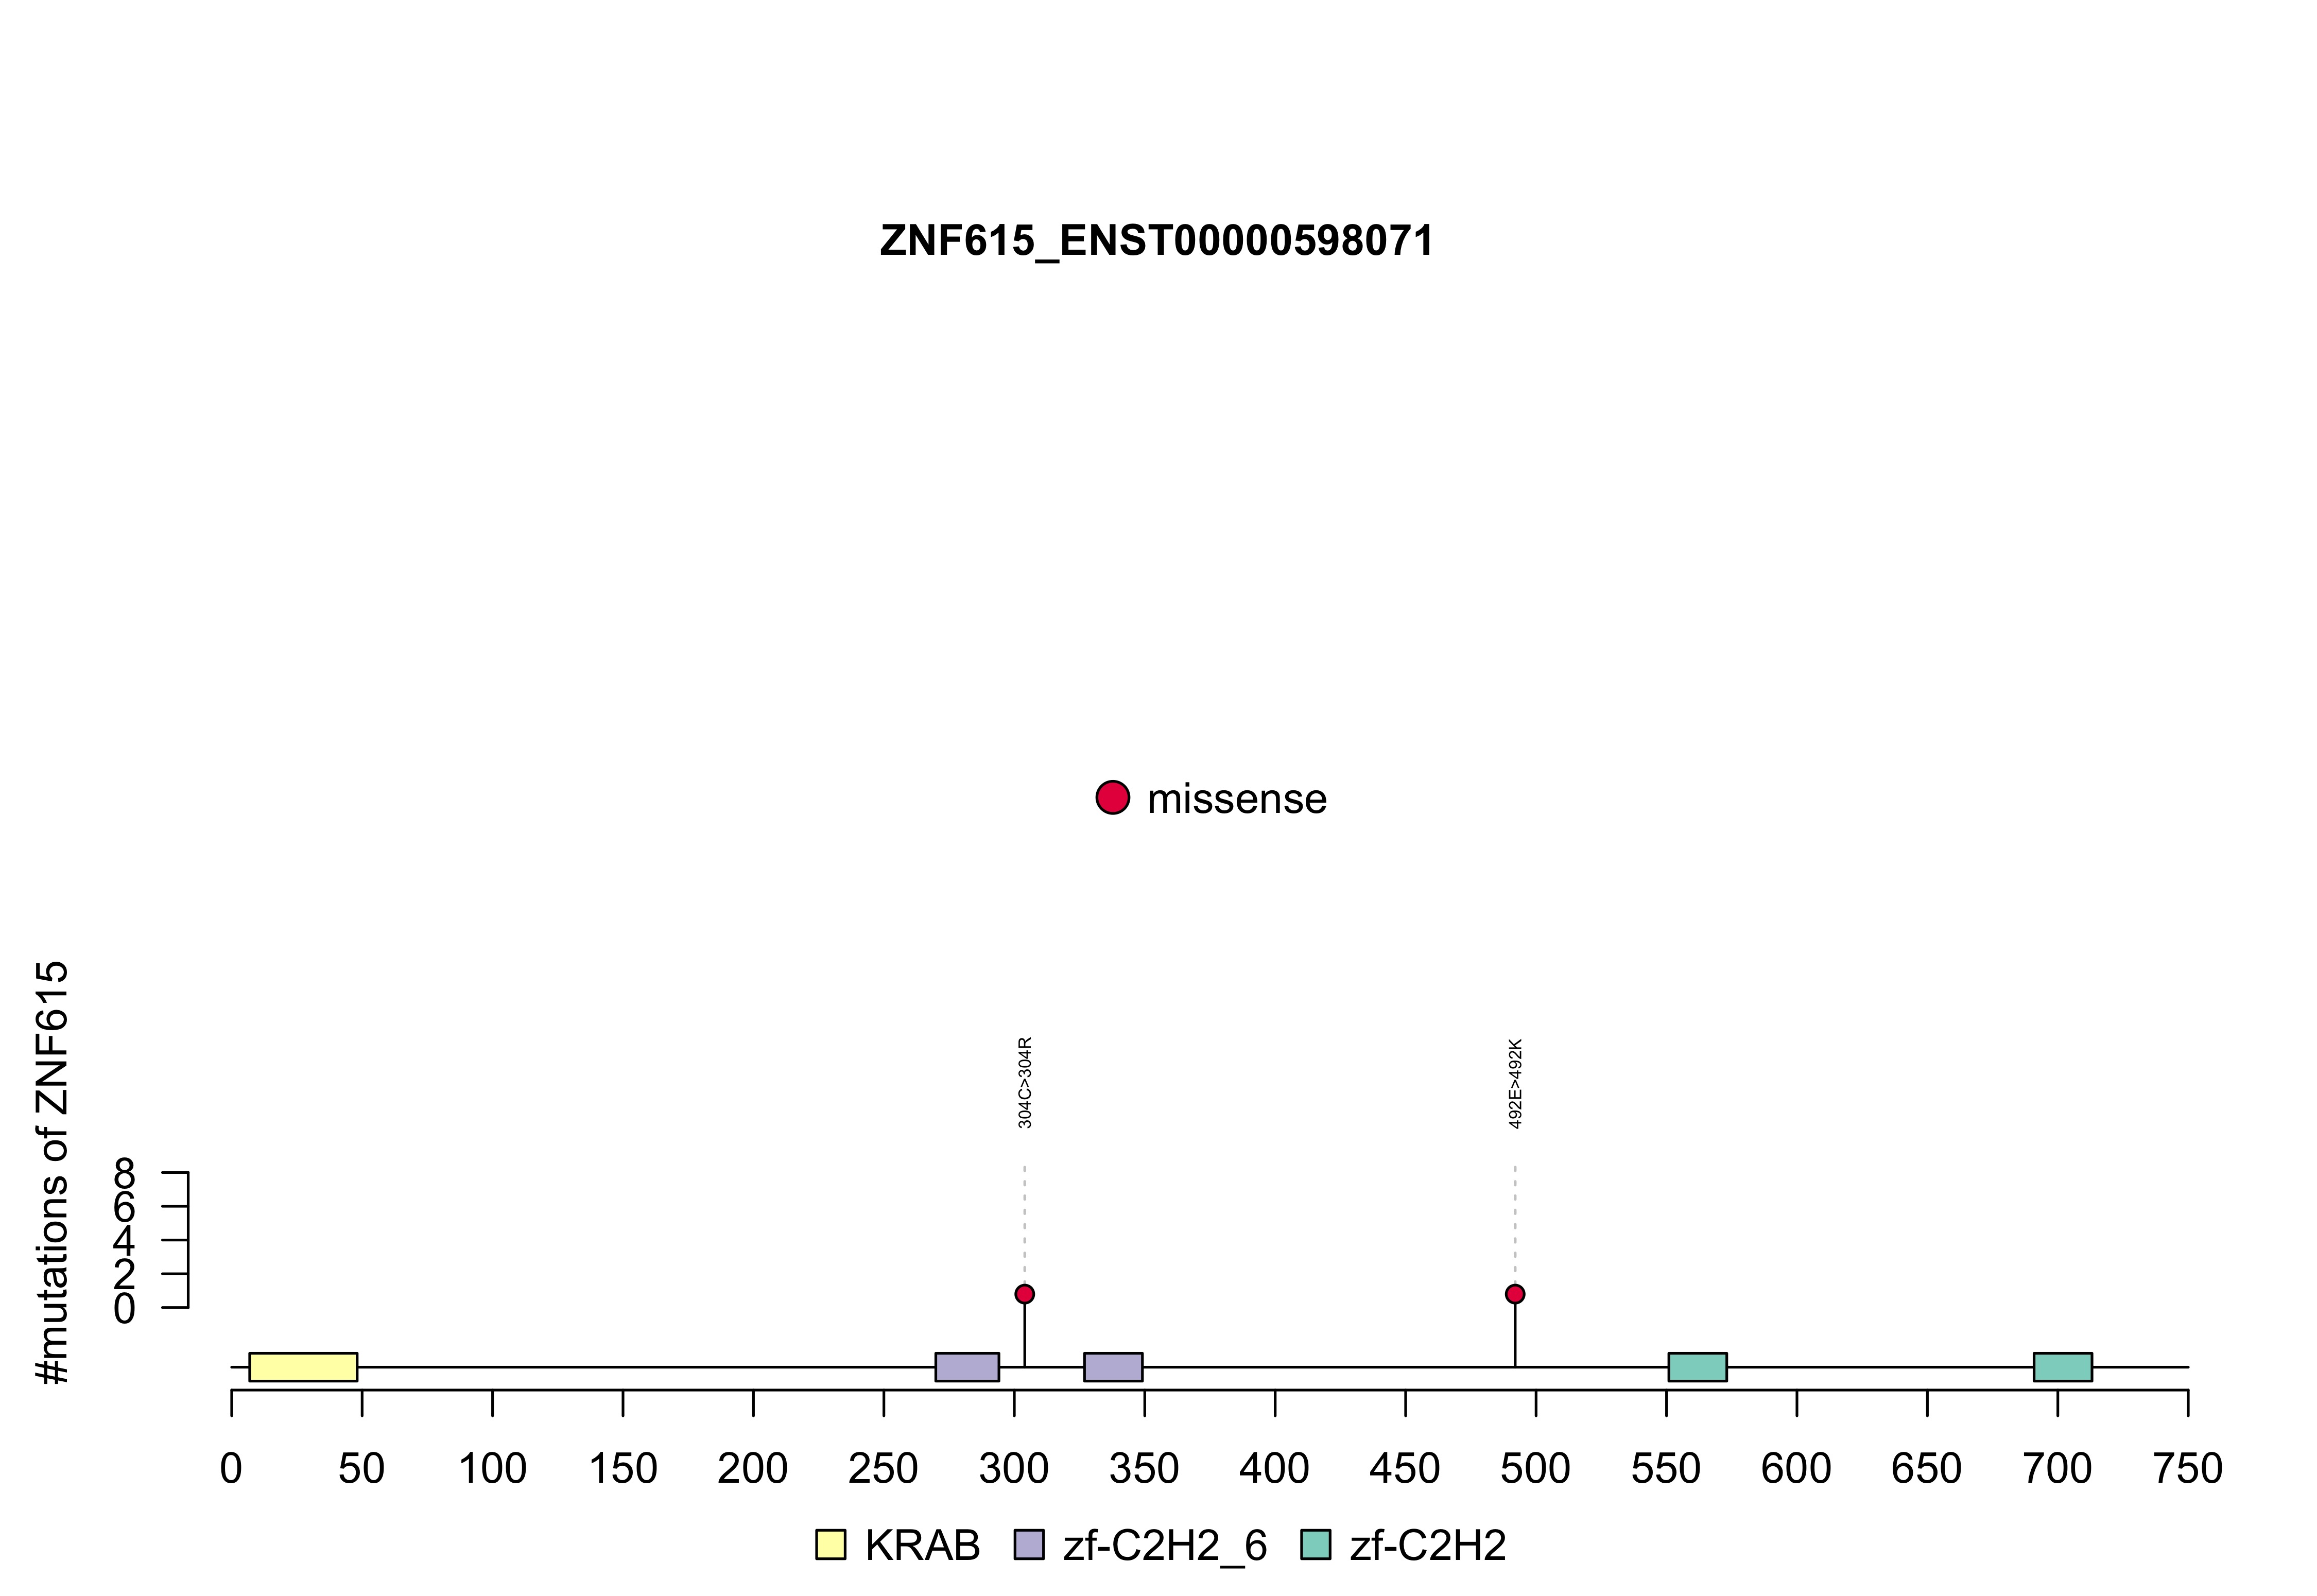 ZNF615_ENST00000598071
missense
#mutations of ZNF615
304C>304R
492E>492K
8
6
4
2
0
0 50 100 150 200 250 300 350 400 450 500 550 600 650 700 750
KRAB zf-C2H2_6 zf-C2H2